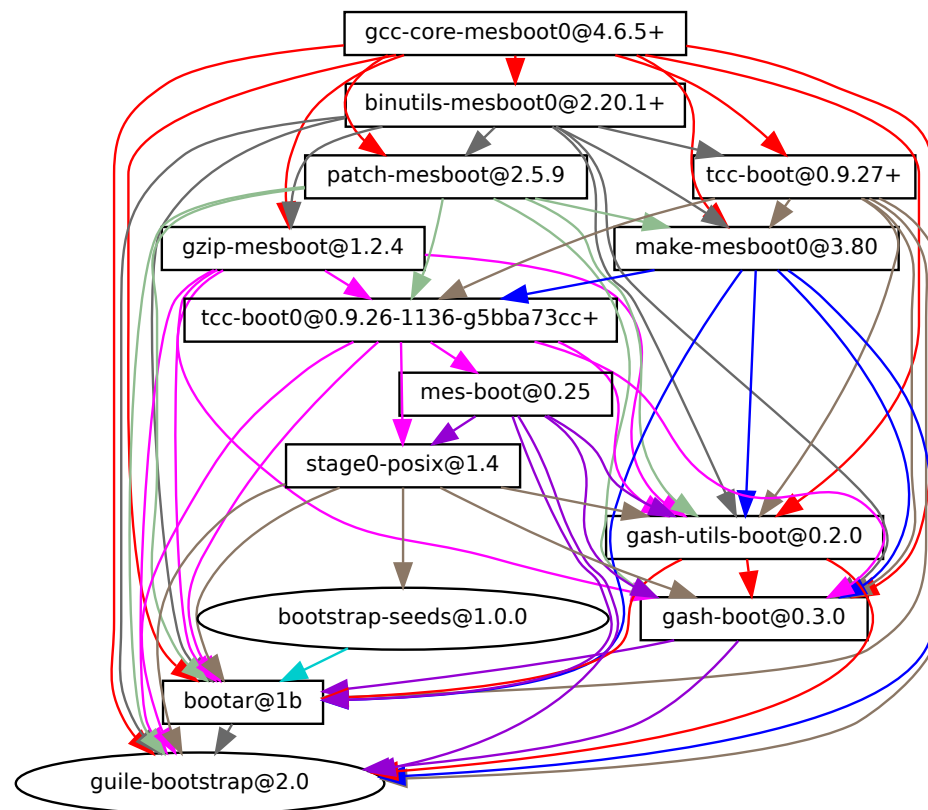 gcc-core-mesboot0@4.6.5+
binutils-mesboot0@2.20.1+
patch-mesboot@2.5.9
tcc-boot@0.9.27+
gzip-mesboot@1.2.4
make-mesboot0@3.80
tcc-boot0@0.9.26-1136-g5bba73cc+
mes-boot@0.25
stage0-posix@1.4
gash-utils-boot@0.2.0
bootstrap-seeds@1.0.0
gash-boot@0.3.0
bootar@1b
guile-bootstrap@2.0